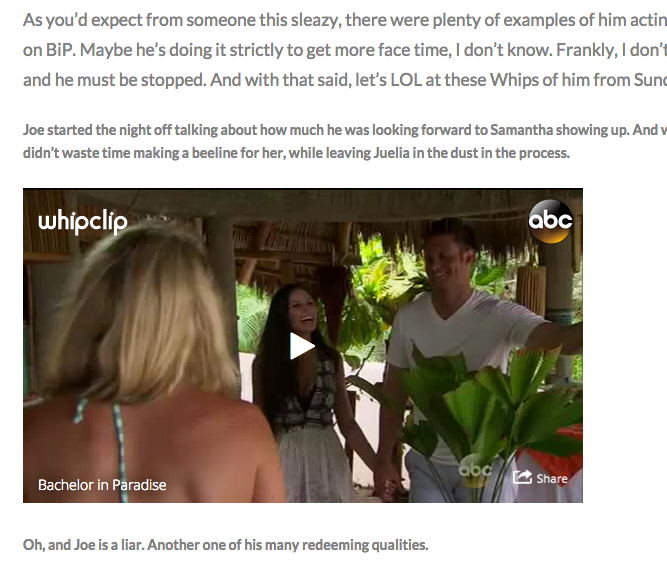 As you’d expect from someone this sleazy, there were plenty of examples of him
on BiP. Maybe he’s doing it strictly to get more face time, I don’t know. Frankly, I
and he must be stopped. And with that said, let’s LOL at these Whips of him from
Joe started the night off talking about how much he was looking forward to Samantha showing up. And
didn’t waste time making a beeline for her, while leaving Juelia in the dust in the process.
whipclip
abc
abc
Share
Bachelor in Paradise
Oh, and Joe is a liar. Another one of his many redeeming qualities.